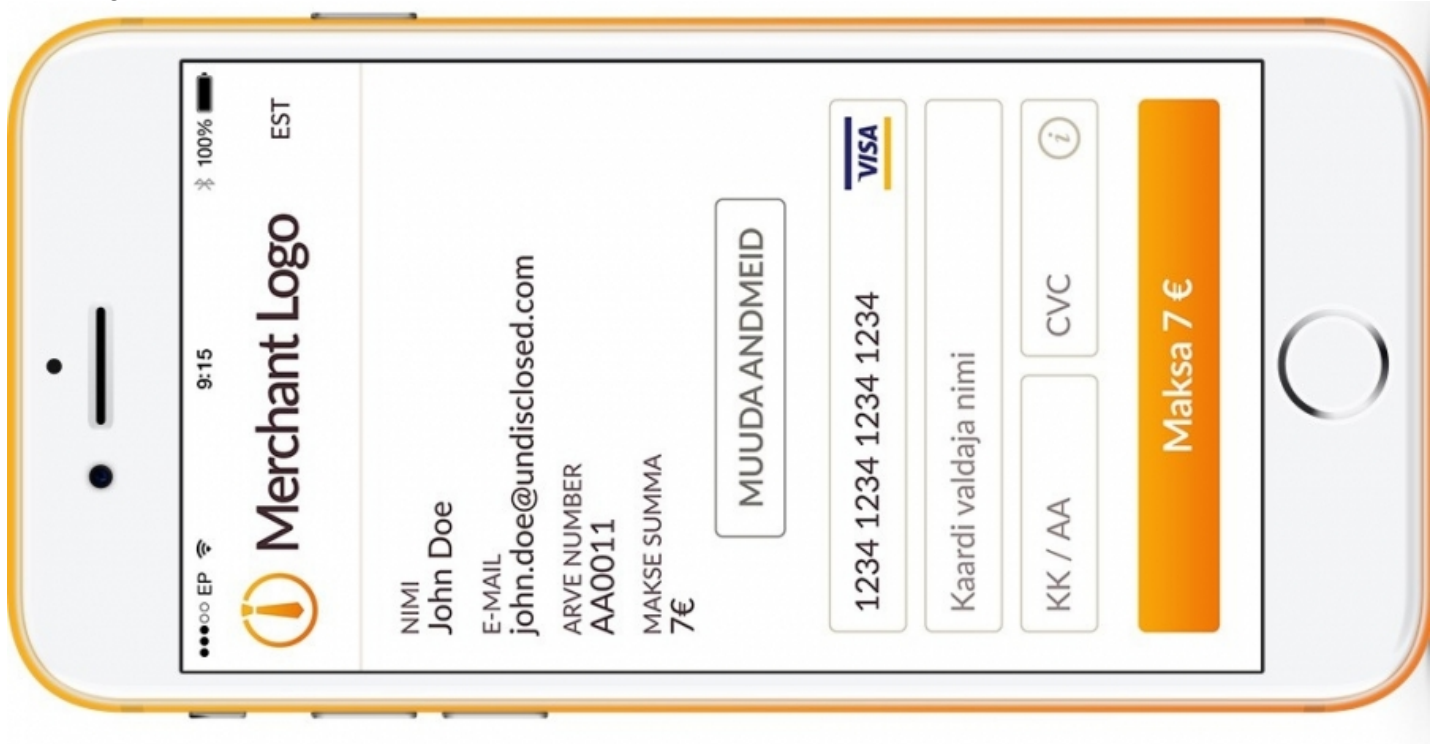 EP 9:15 100%
Merchant Logo EST
NIMI
John Doe
E-MAIL
john.doe@undisclosed.com
ARVE NUMBER
AA0011
MAKSE SUMMA
7€
MUUDA ANDMEID
1234 1234 1234 1234 VISA
Kaardi valdaja nimi
KK / AA CVC i
Maksa 7 €